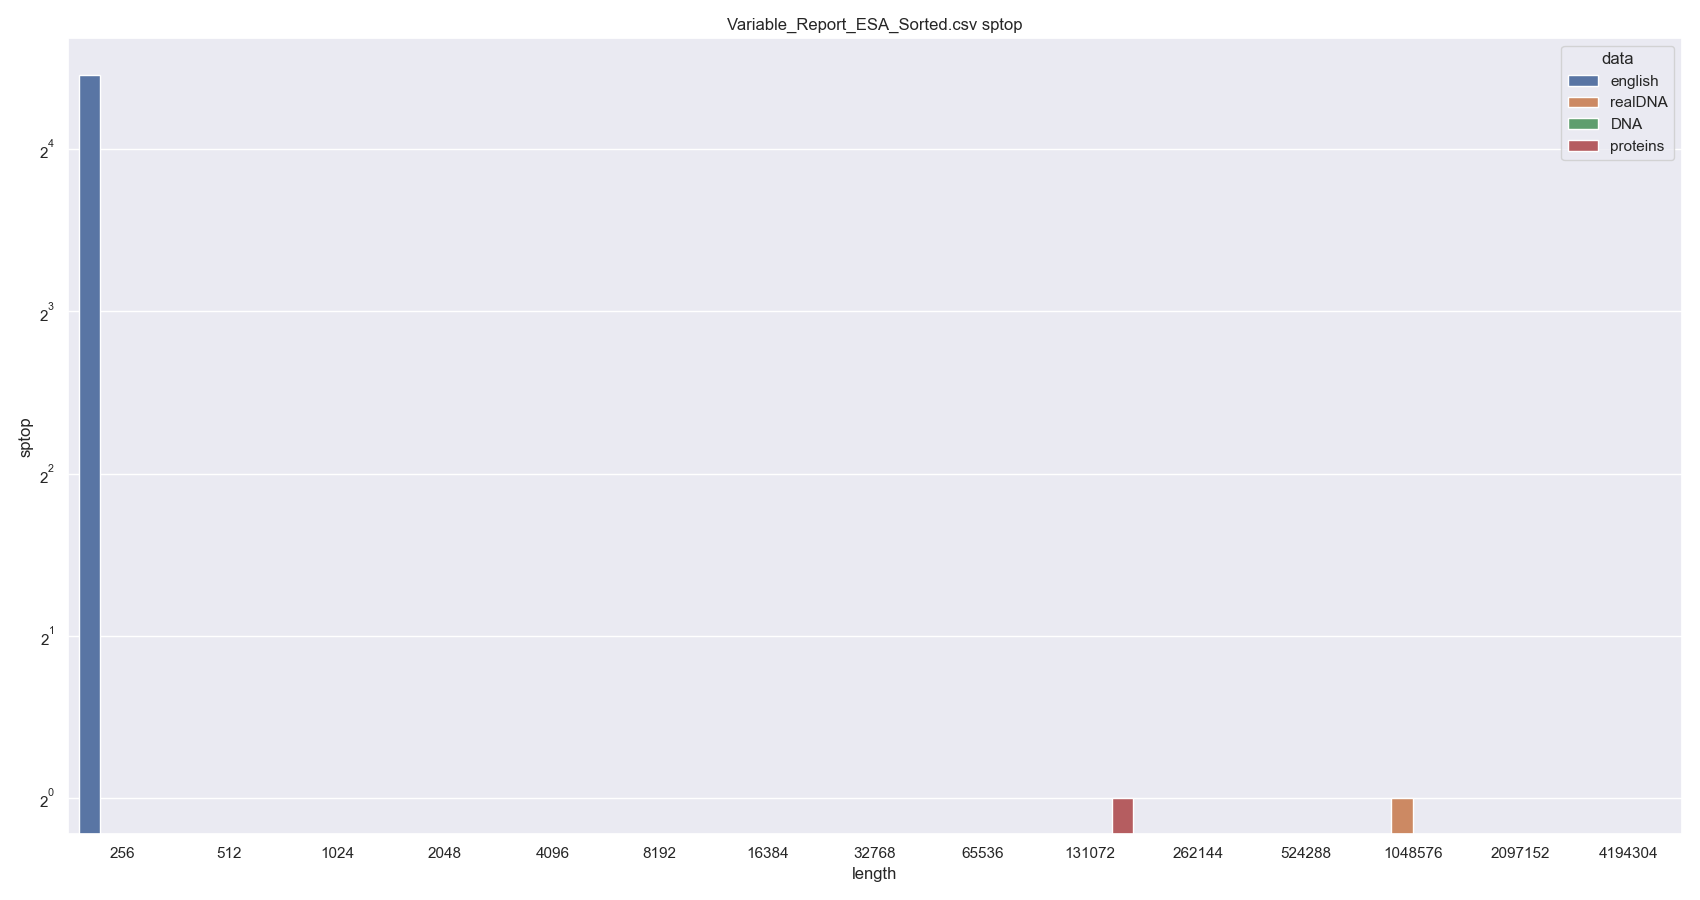 Variable_Report_ESA_Sorted.csv sptop
data
english
realDNA
DNA
proteins
2^4
2^3
2^2
2^1
2^0
sptop
256 512 1024 2048 4096 8192 16384 32768 65536 131072 262144 524288 1048576 2097152 4194304
length